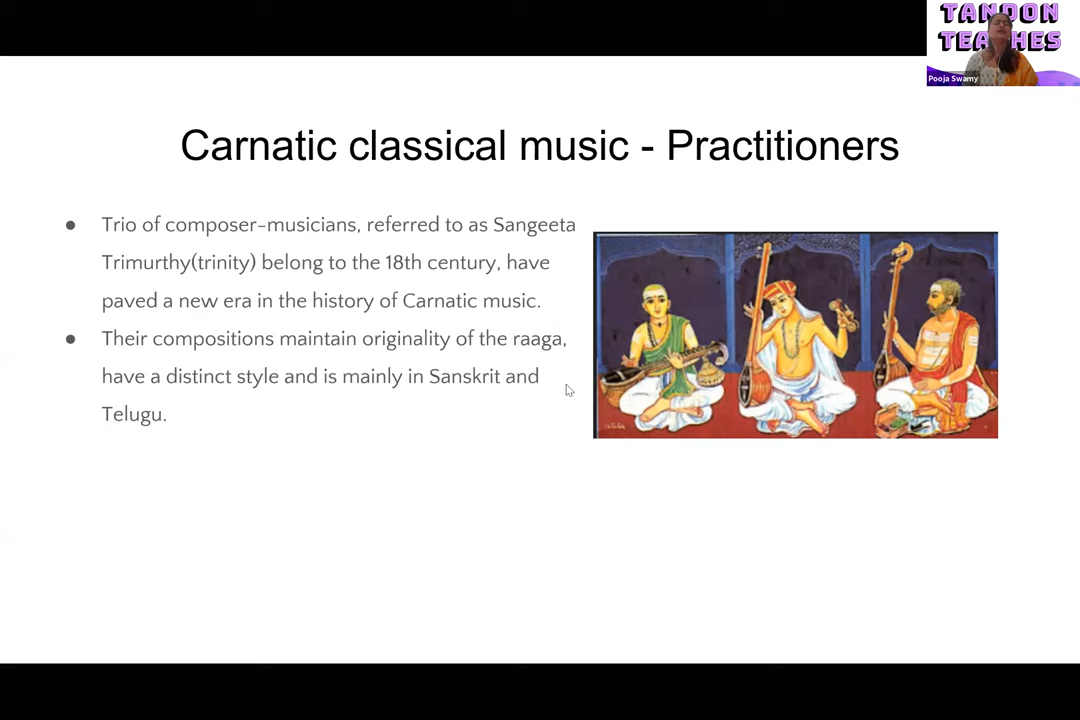 TANDON
TEACHES
Pooja Swamy
Carnatic classical music - Practitioners
● Trio of composer-musicians, referred to as Sangeeta
Trimurthy(trinity) belong to the 18th century, have
paved a new era in the history of Carnatic music.
● Their compositions maintain originality of the raaga,
have a distinct style and is mainly in Sanskrit and
Telugu.